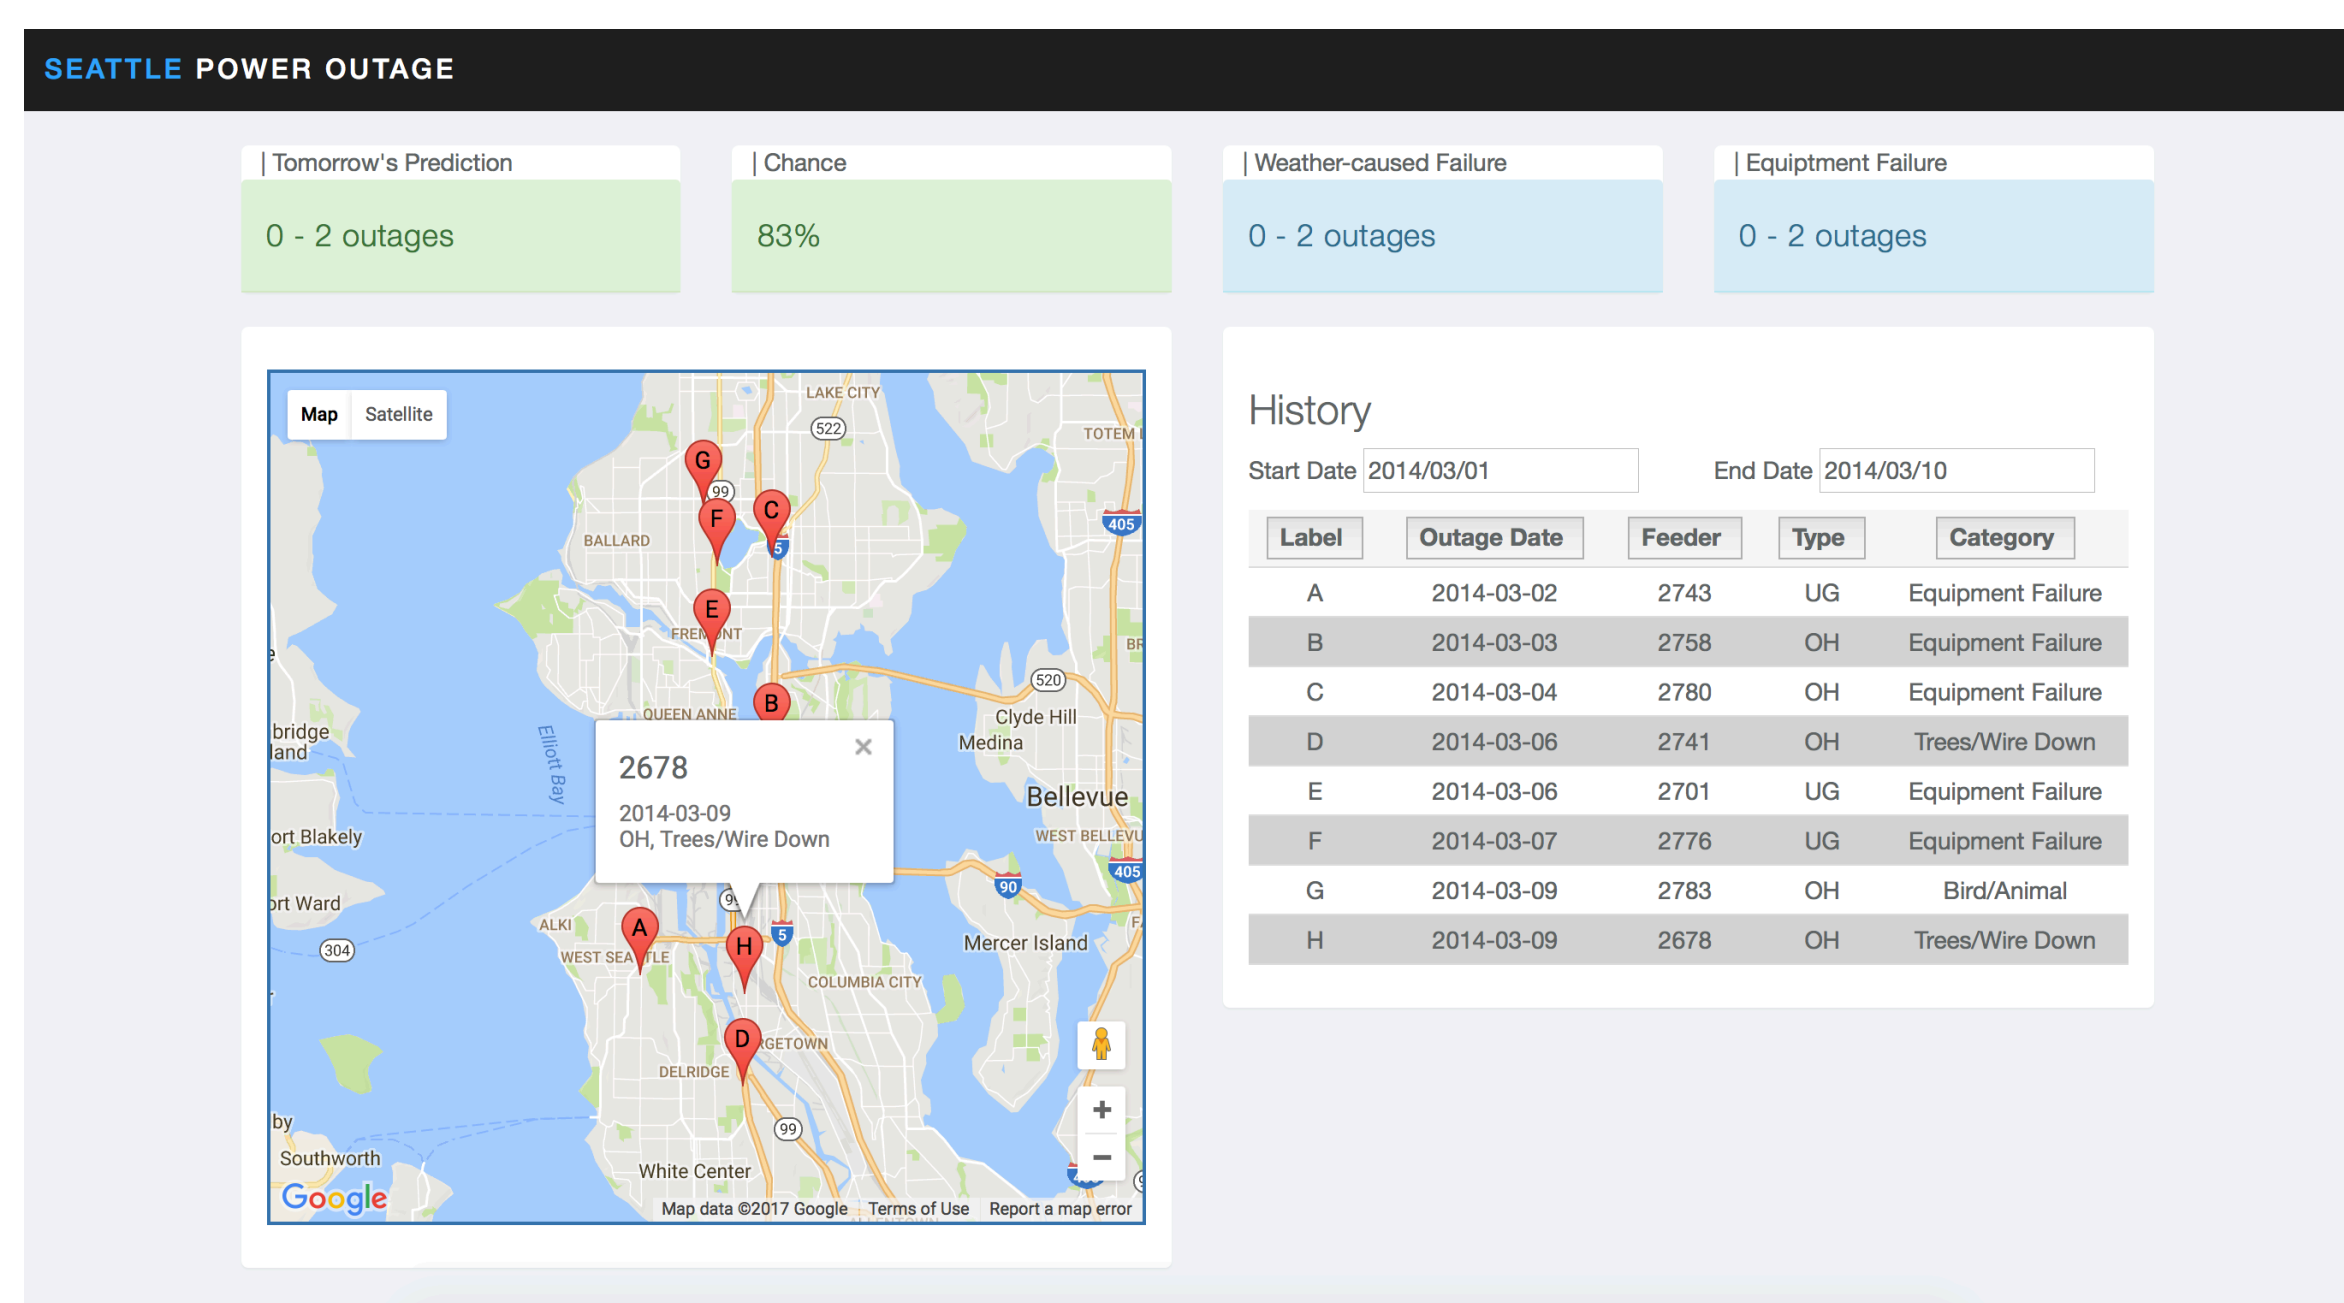 SEATTLE POWER OUTAGE
| Tomorrow's Prediction
0 - 2 outages
| Chance
83%
| Weather-caused Failure
0 - 2 outages
| Equiptment Failure
0 - 2 outages
Map Satellite
LAKE CITY
522
TOTEM
G
99
F
C
5
405
BALLARD
E
FREMONT
BR
520
B
QUEEN ANNE
Clyde Hill
Medina
bridge
land
Elliott Bay
2678
2014-03-09
OH, Trees/Wire Down
Bellevue
WEST BELLEVU
ort Blakely
405
90
ort Ward
ALKI
A
H
5
304
WEST SEATTLE
Mercer Island
COLUMBIA CITY
D
RGETOWN
DELRIDGE
by
99
Southworth
White Center
+
−
Google
Map data ©2017 Google Terms of Use Report a map error
History
Start Date 2014/03/01 End Date 2014/03/10
Label Outage Date Feeder Type Category
A 2014-03-02 2743 UG Equipment Failure
B 2014-03-03 2758 OH Equipment Failure
C 2014-03-04 2780 OH Equipment Failure
D 2014-03-06 2741 OH Trees/Wire Down
E 2014-03-06 2701 UG Equipment Failure
F 2014-03-07 2776 UG Equipment Failure
G 2014-03-09 2783 OH Bird/Animal
H 2014-03-09 2678 OH Trees/Wire Down